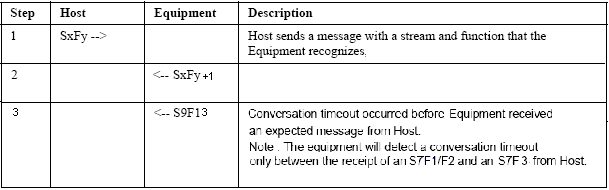 Step Host Equipment Description
1 SxFy --> Host sends a message with a stream and function that the
Equipment recognizes,
2 <-- SxFy +1
3 <-- S9F13 Conversation timeout occurred before Equipment received
an expected message from Host.
Note : The equipment will detect a conversation timeout
only between the receipt of an S7F1/F2 and an S7F3 from Host.